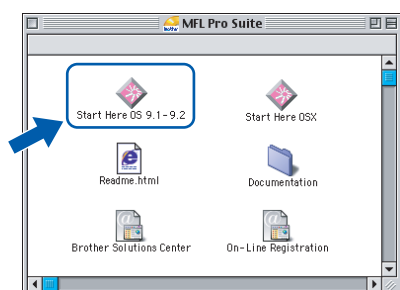 MFL Pro Suite
Start Here OS 9.1-9.2
Start Here OSX
Readme.html
Documentation
Brother Solutions Center
On-Line Registration